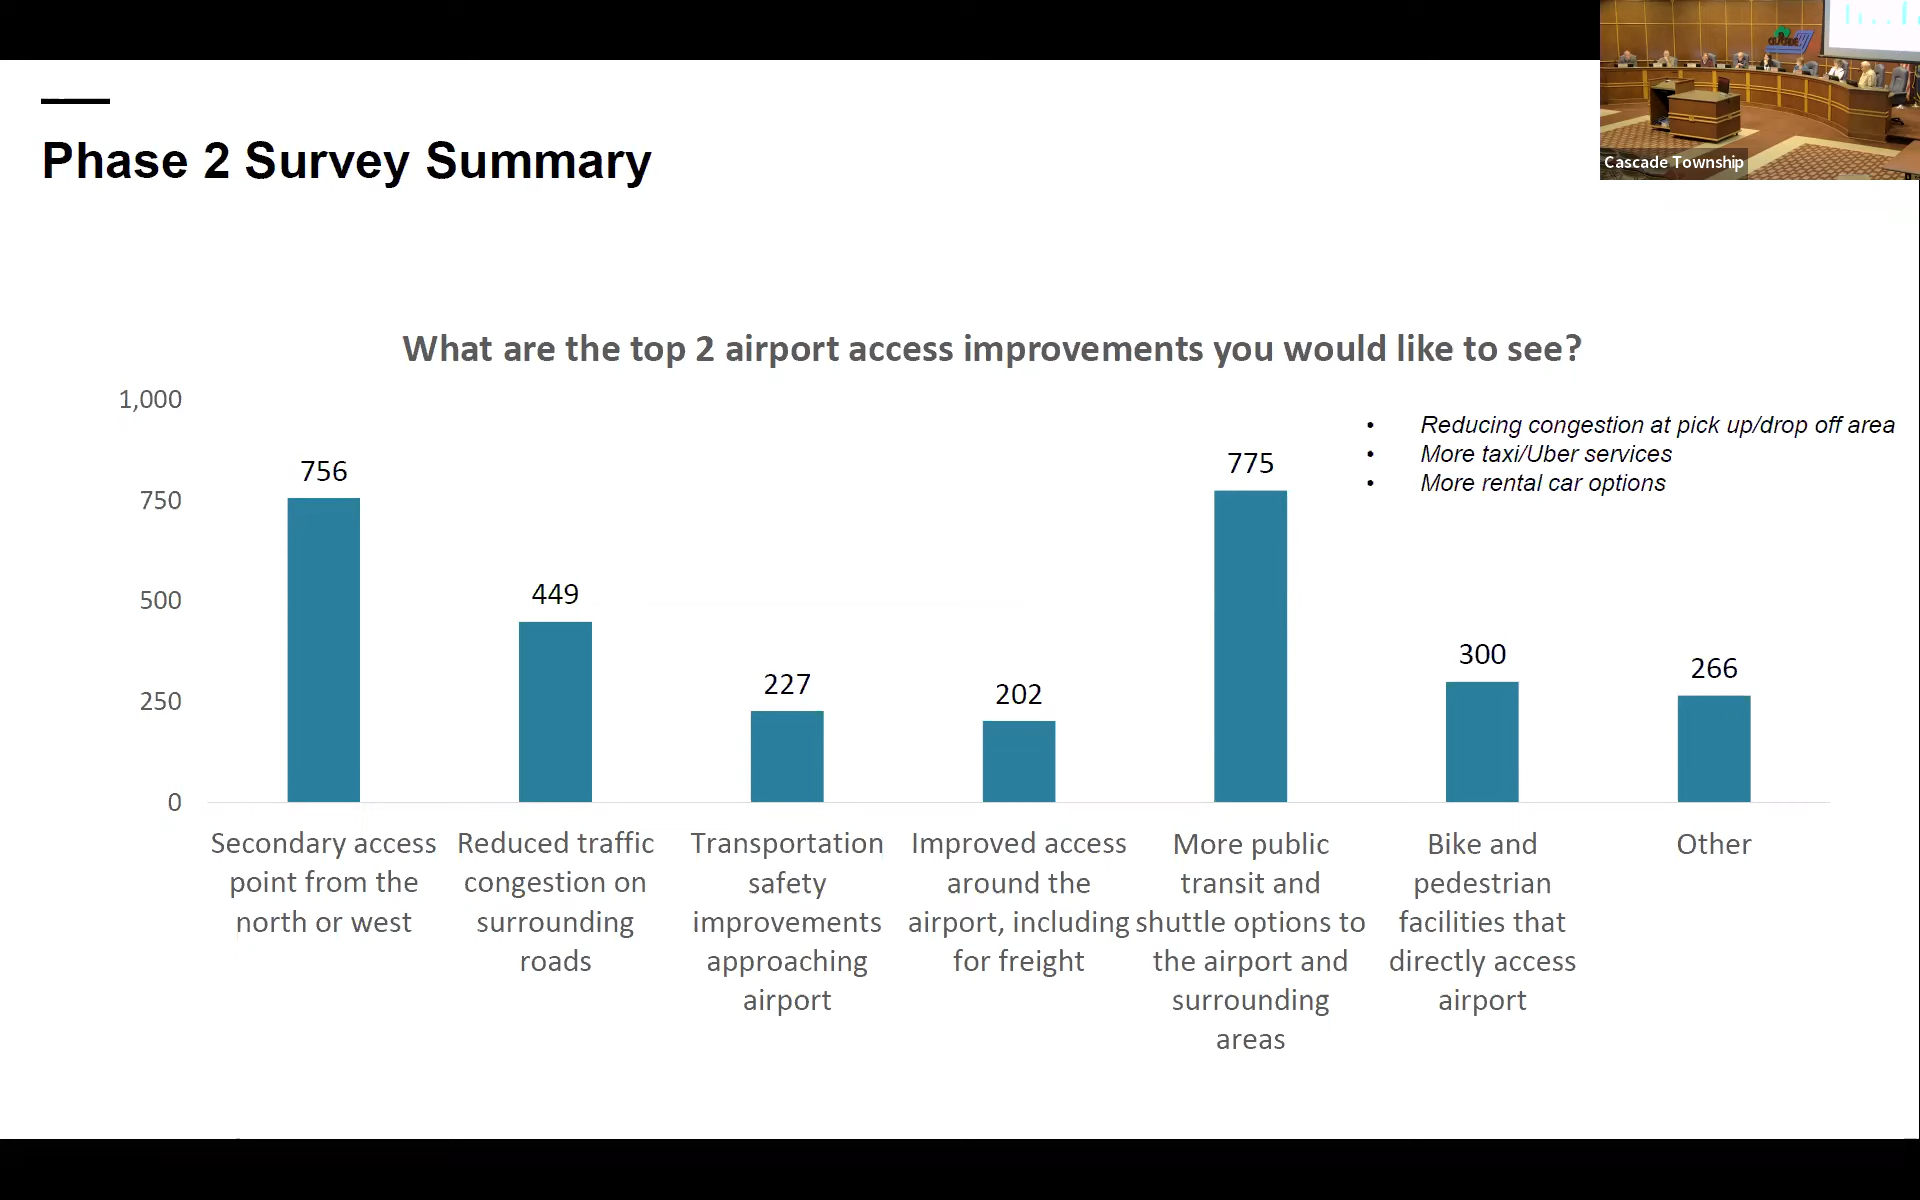 Cascade Township
Phase 2 Survey Summary
What are the top 2 airport access improvements you would like to see?
1,000
750
500
250
0
• Reducing congestion at pick up/drop off area
• More taxi/Uber services
• More rental car options
756
449
227
202
775
300
266
Secondary access
point from the
north or west
Reduced traffic
congestion on
surrounding
roads
Transportation
safety
improvements
approaching
airport
Improved access
around the
airport, including
for freight
More public
transit and
shuttle options to
the airport and
surrounding
areas
Bike and
pedestrian
facilities that
directly access
airport
Other